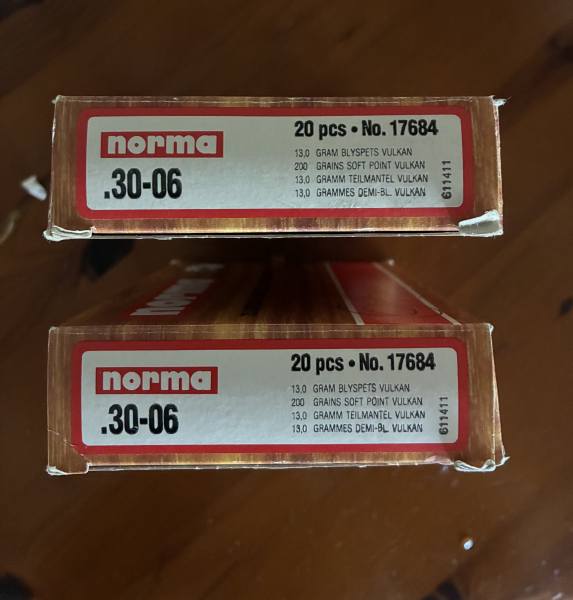 norma
.30-06
20 pcs • No. 17684
13,0 GRAM BLYSPETS VULKAN
200 GRAINS SOFT POINT VULKAN
13,0 GRAMM TEILMANTEL VULKAN
13,0 GRAMMES DEMI-BL. VULKAN
611411
norma
norma
.30-06
20 pcs • No. 17684
13,0 GRAM BLYSPETS VULKAN
200 GRAINS SOFT POINT VULKAN
13,0 GRAMM TEILMANTEL VULKAN
13,0 GRAMMES DEMI-BL. VULKAN
611411